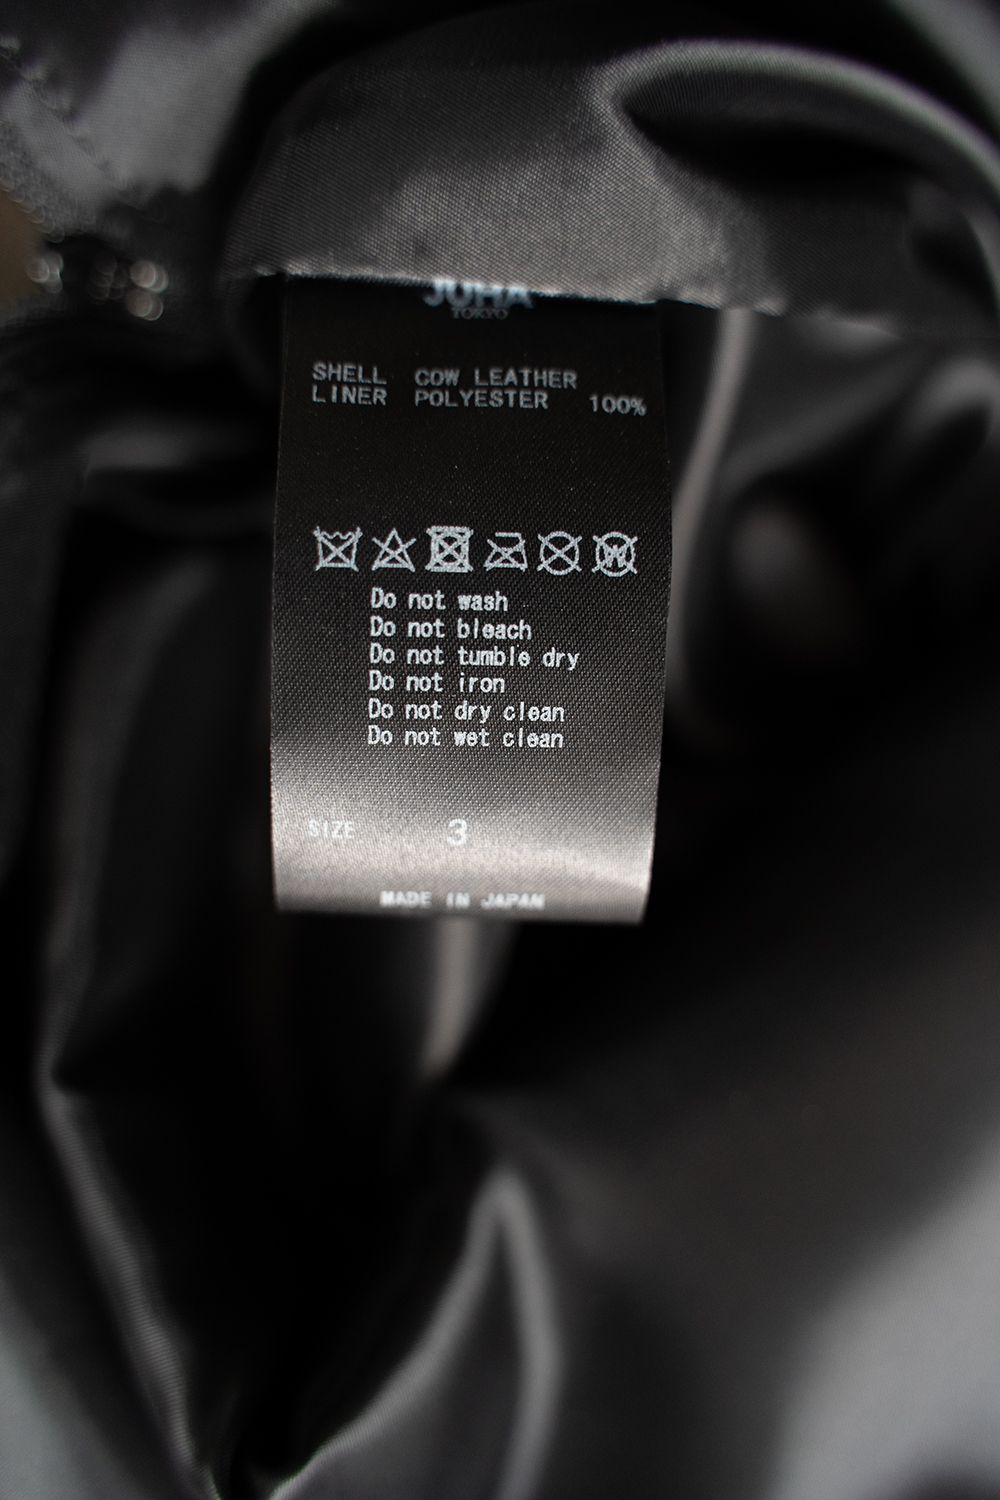 JUHA
TOKYO
SHELL COW LEATHER
LINER POLYESTER 100%
W
Do not wash
Do not bleach
Do not tumble dry
Do not iron
Do not dry clean
Do not wet clean
SIZE 3
MADE IN JAPAN